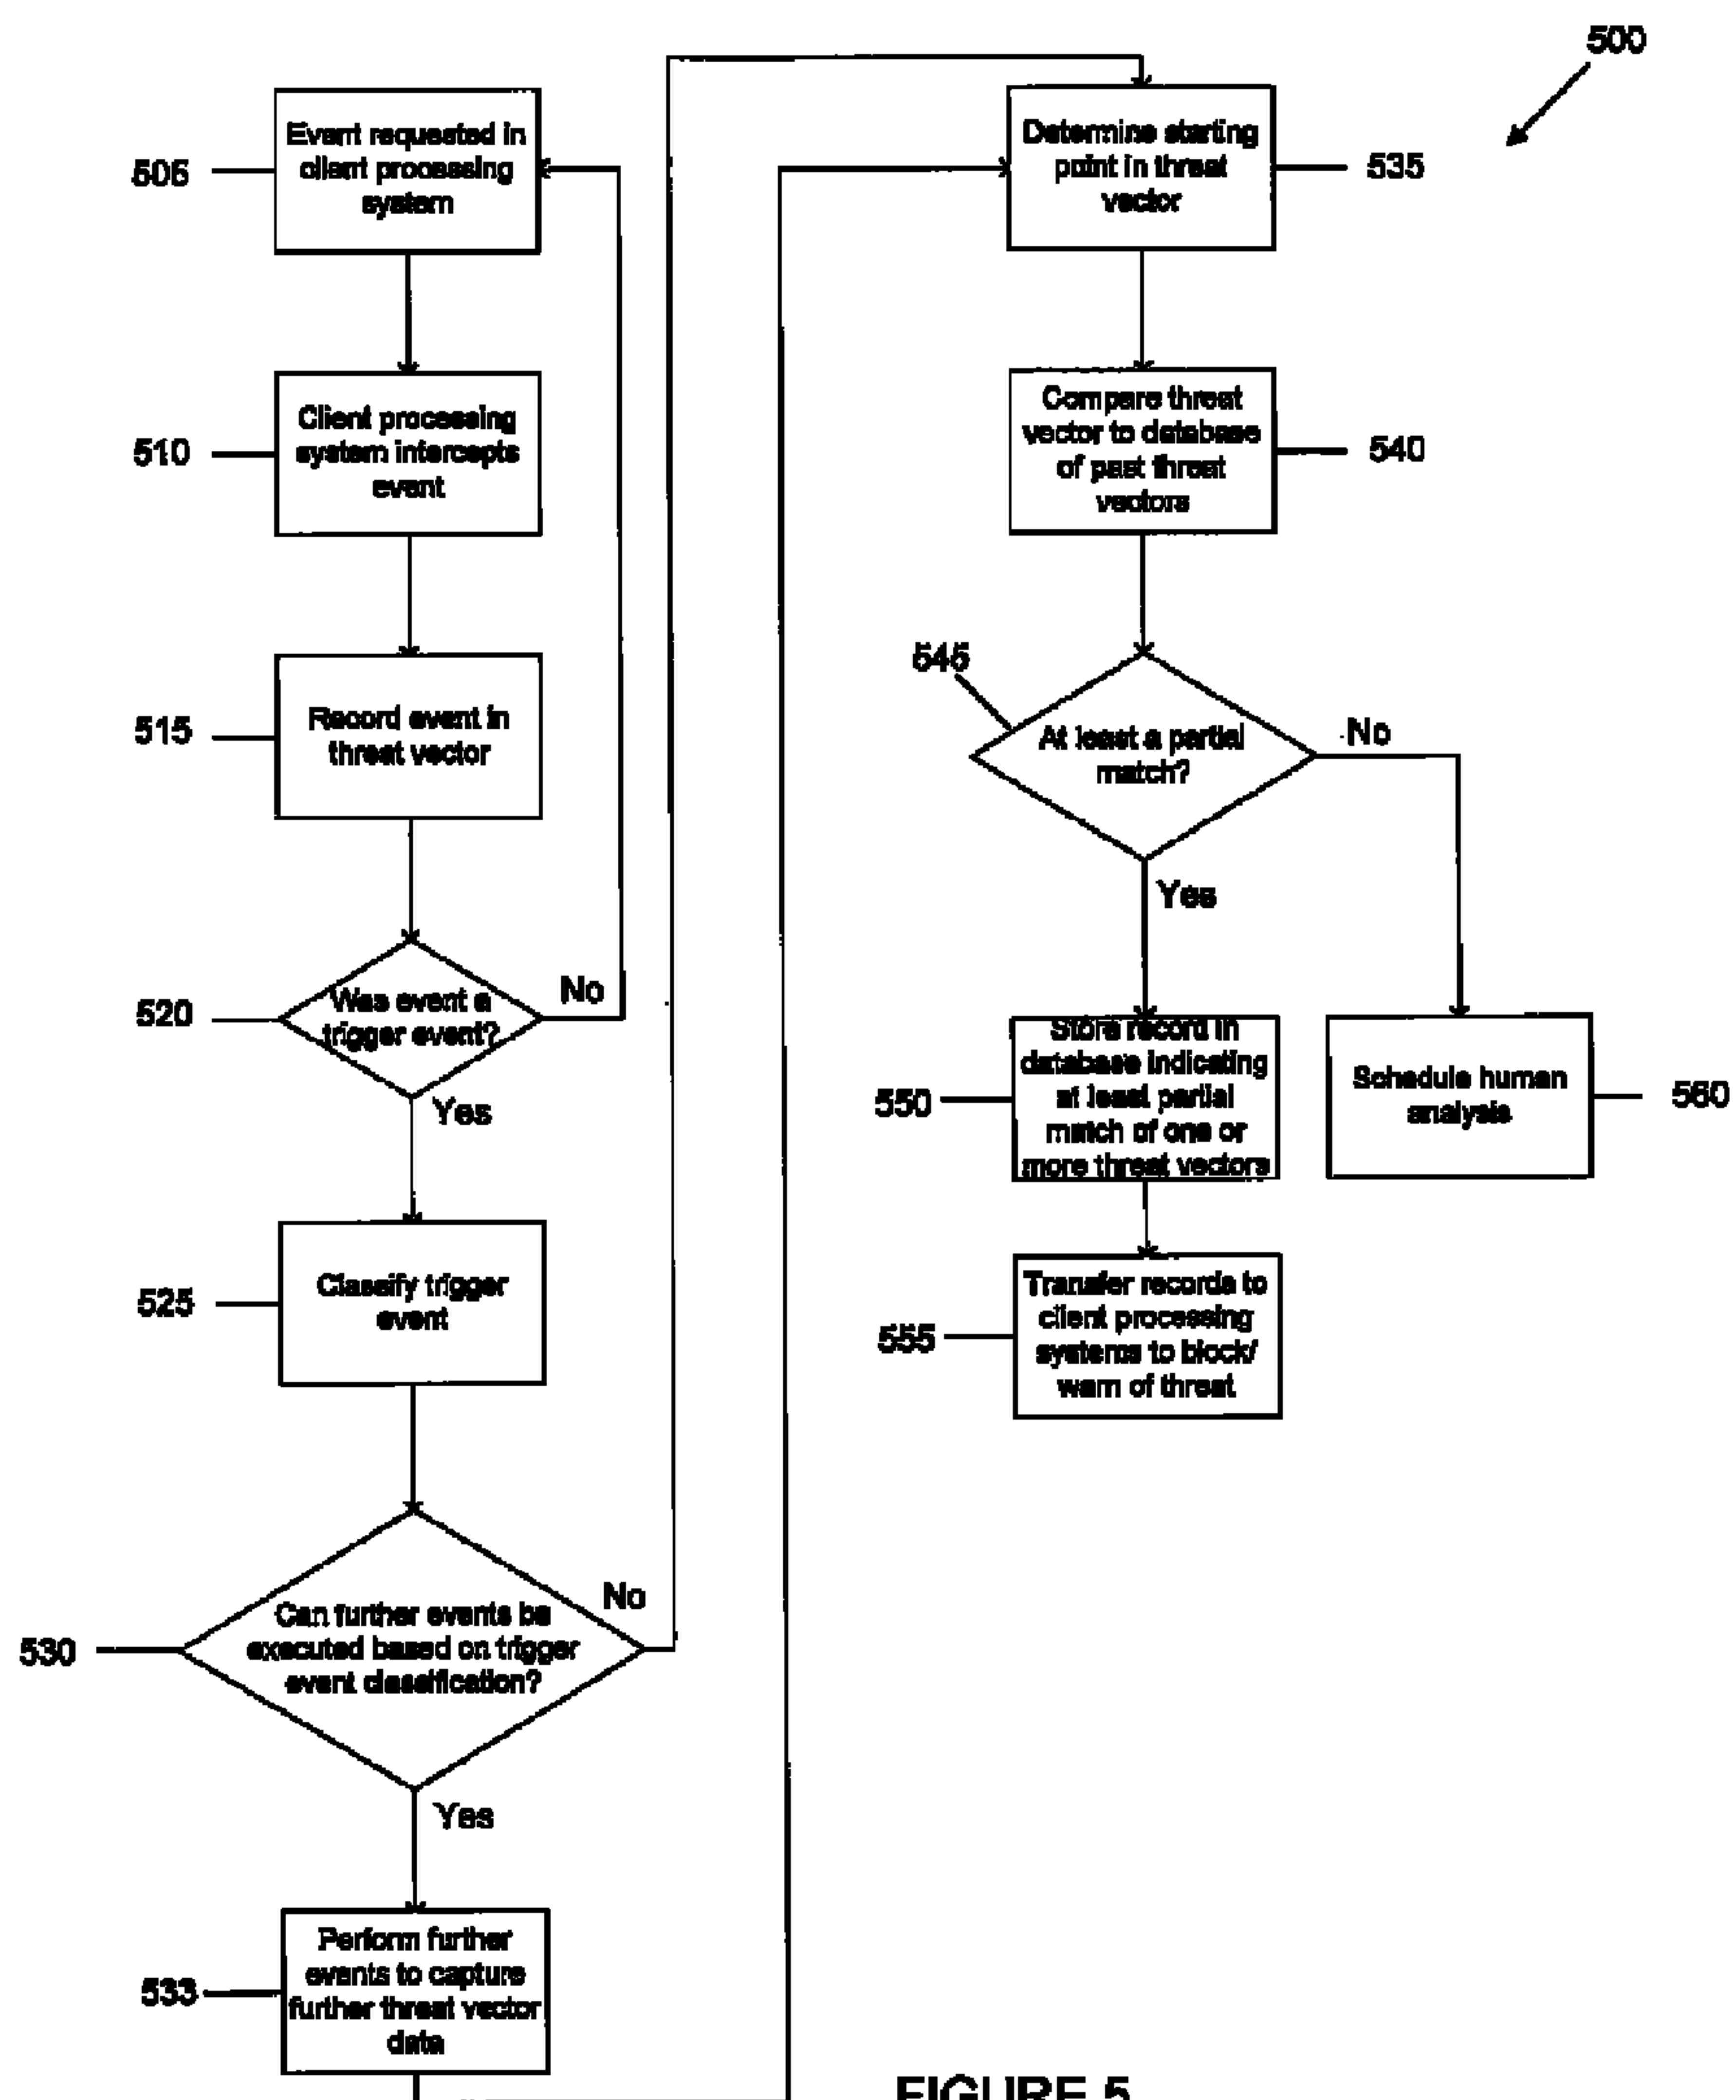 500
505
Event requested in
client processing
system
510
Client processing
system intercepts
event
515
Record event in
threat vector
520
Was event a
trigger event?
No
Yes
525
Classify trigger
event
530
Can further events be
executed based on trigger
event classification?
No
Yes
533
Perform further
events to capture
further threat vector
data
Determine starting
point in threat
vector
535
Compare threat
vector to database
of past threat
vectors
540
545
At least a partial
match?
No
Yes
550
Store record in
database indicating
at least partial
match of one or
more threat vectors
Schedule human
analysis
560
555
Transfer records to
client processing
systems to block/
warn of threat
FIGURE 5